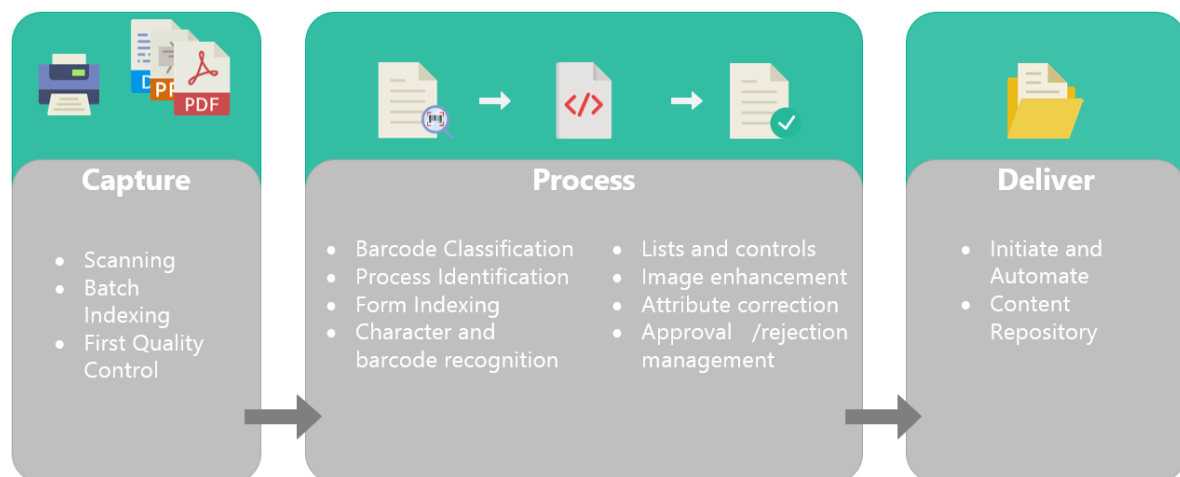 D
PP
PDF
</>
Capture
• Scanning
• Batch
Indexing
• First Quality
Control
Process
• Barcode Classification
• Process Identification
• Form Indexing
• Character and
barcode recognition
• Lists and controls
• Image enhancement
• Attribute correction
• Approval /rejection
management
Deliver
• Initiate and
Automate
• Content
Repository